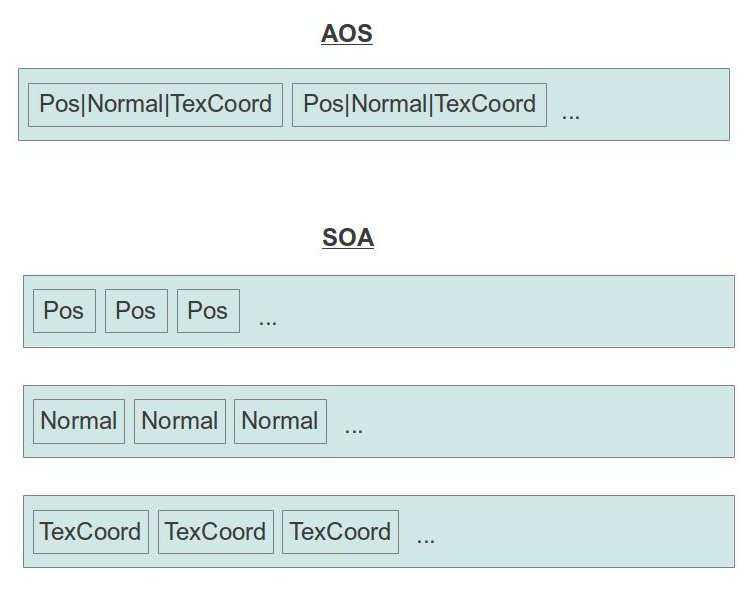 AOS
Pos|Normal|TexCoord Pos|Normal|TexCoord ...
SOA
Pos Pos Pos ...
Normal Normal Normal ...
TexCoord TexCoord TexCoord ...